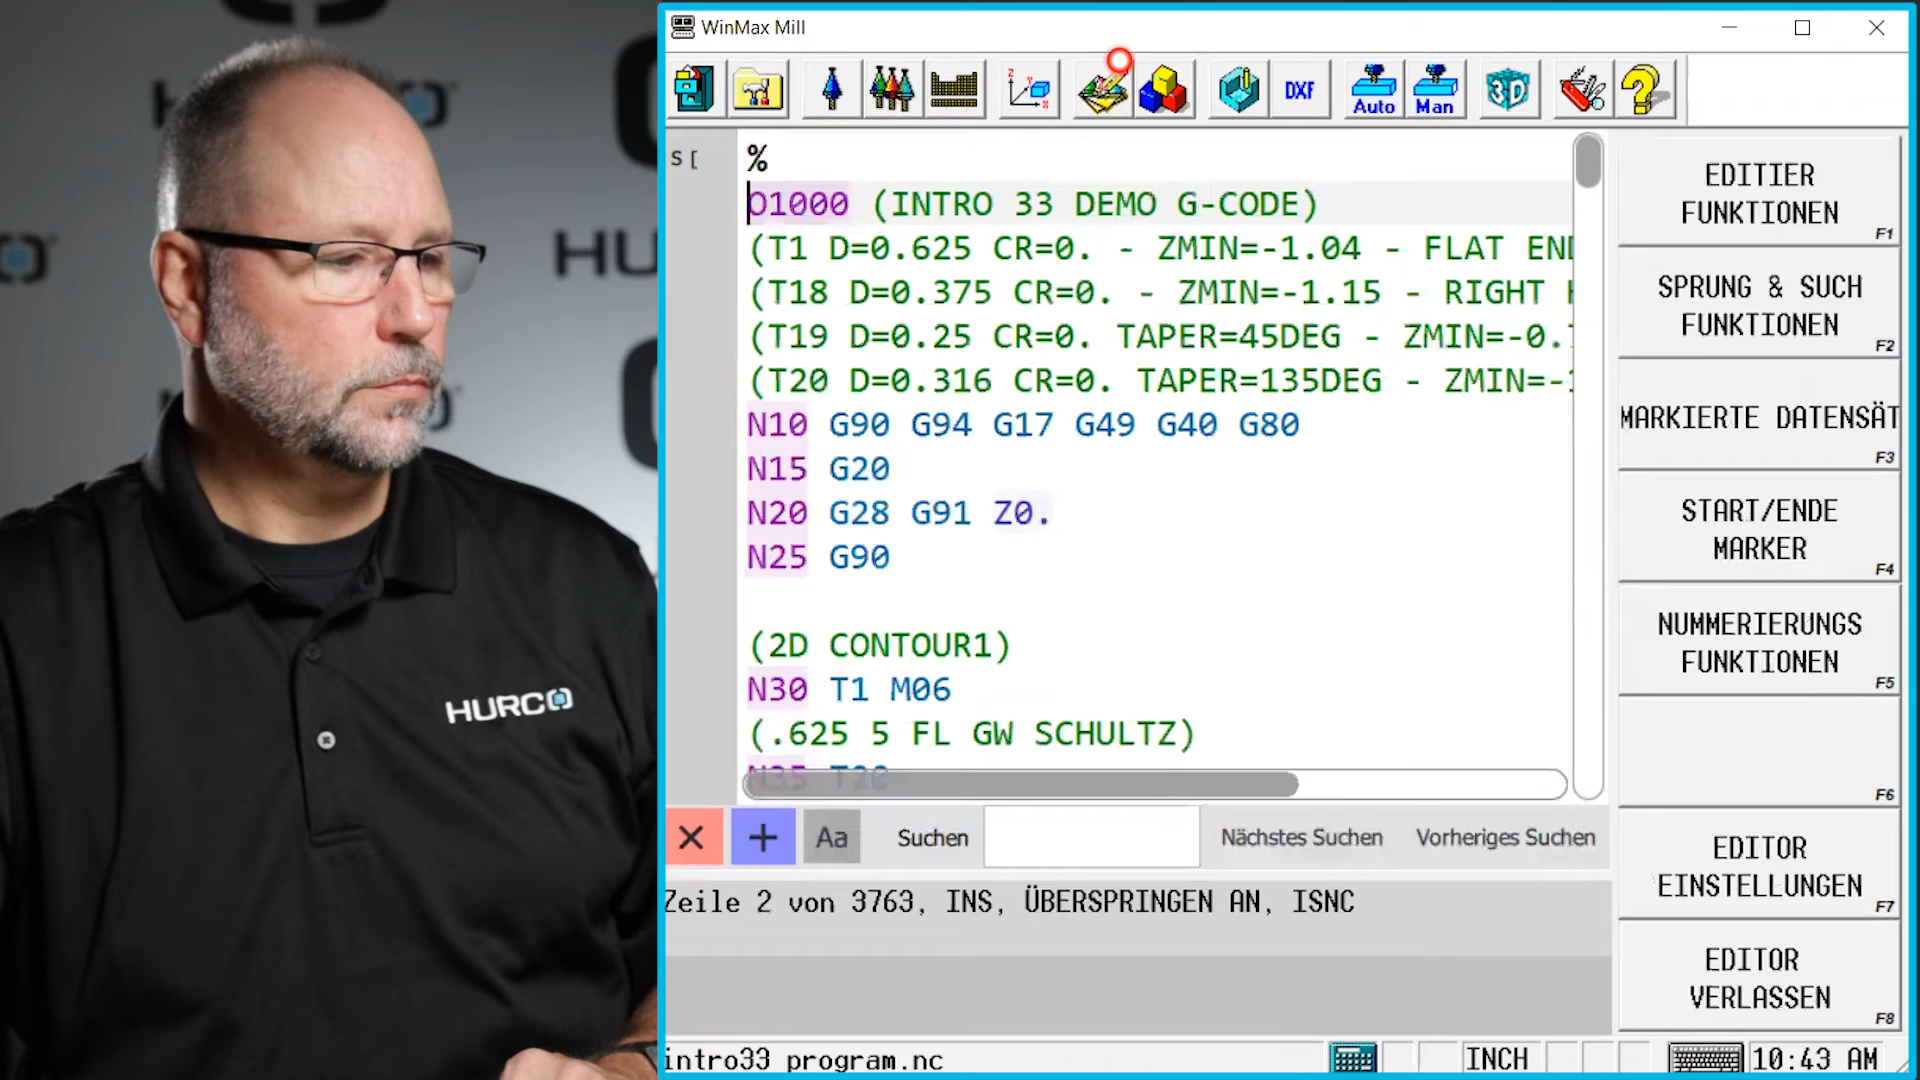 WinMax Mill
DXF
Auto
Man
3D
S [
%
O1000 (INTRO 33 DEMO G-CODE)
(T1 D=0.625 CR=0. - ZMIN=-1.04 - FLAT END
(T18 D=0.375 CR=0. - ZMIN=-1.15 - RIGHT
(T19 D=0.25 CR=0. TAPER=45DEG - ZMIN=-0.
(T20 D=0.316 CR=0. TAPER=135DEG - ZMIN=-
N10 G90 G94 G17 G49 G40 G80
N15 G20
N20 G28 G91 Z0.
N25 G90
(2D CONTOUR1)
N30 T1 M06
(.625 5 FL GW SCHULTZ)
N35 T20
Aa
Suchen
Nächstes Suchen
Vorheriges Suchen
Zeile 2 von 3763, INS, ÜBERSPRINGEN AN, ISNC
intro33 program.nc
INCH
10:43 AM
EDITIER
FUNKTIONEN
F1
SPRUNG & SUCH
FUNKTIONEN
F2
MARKIERTE DATENSÄT
F3
START/ENDE
MARKER
F4
NUMMERIERUNGS
FUNKTIONEN
F5
F6
EDITOR
EINSTELLUNGEN
F7
EDITOR
VERLASSEN
F8
HURCO
HU